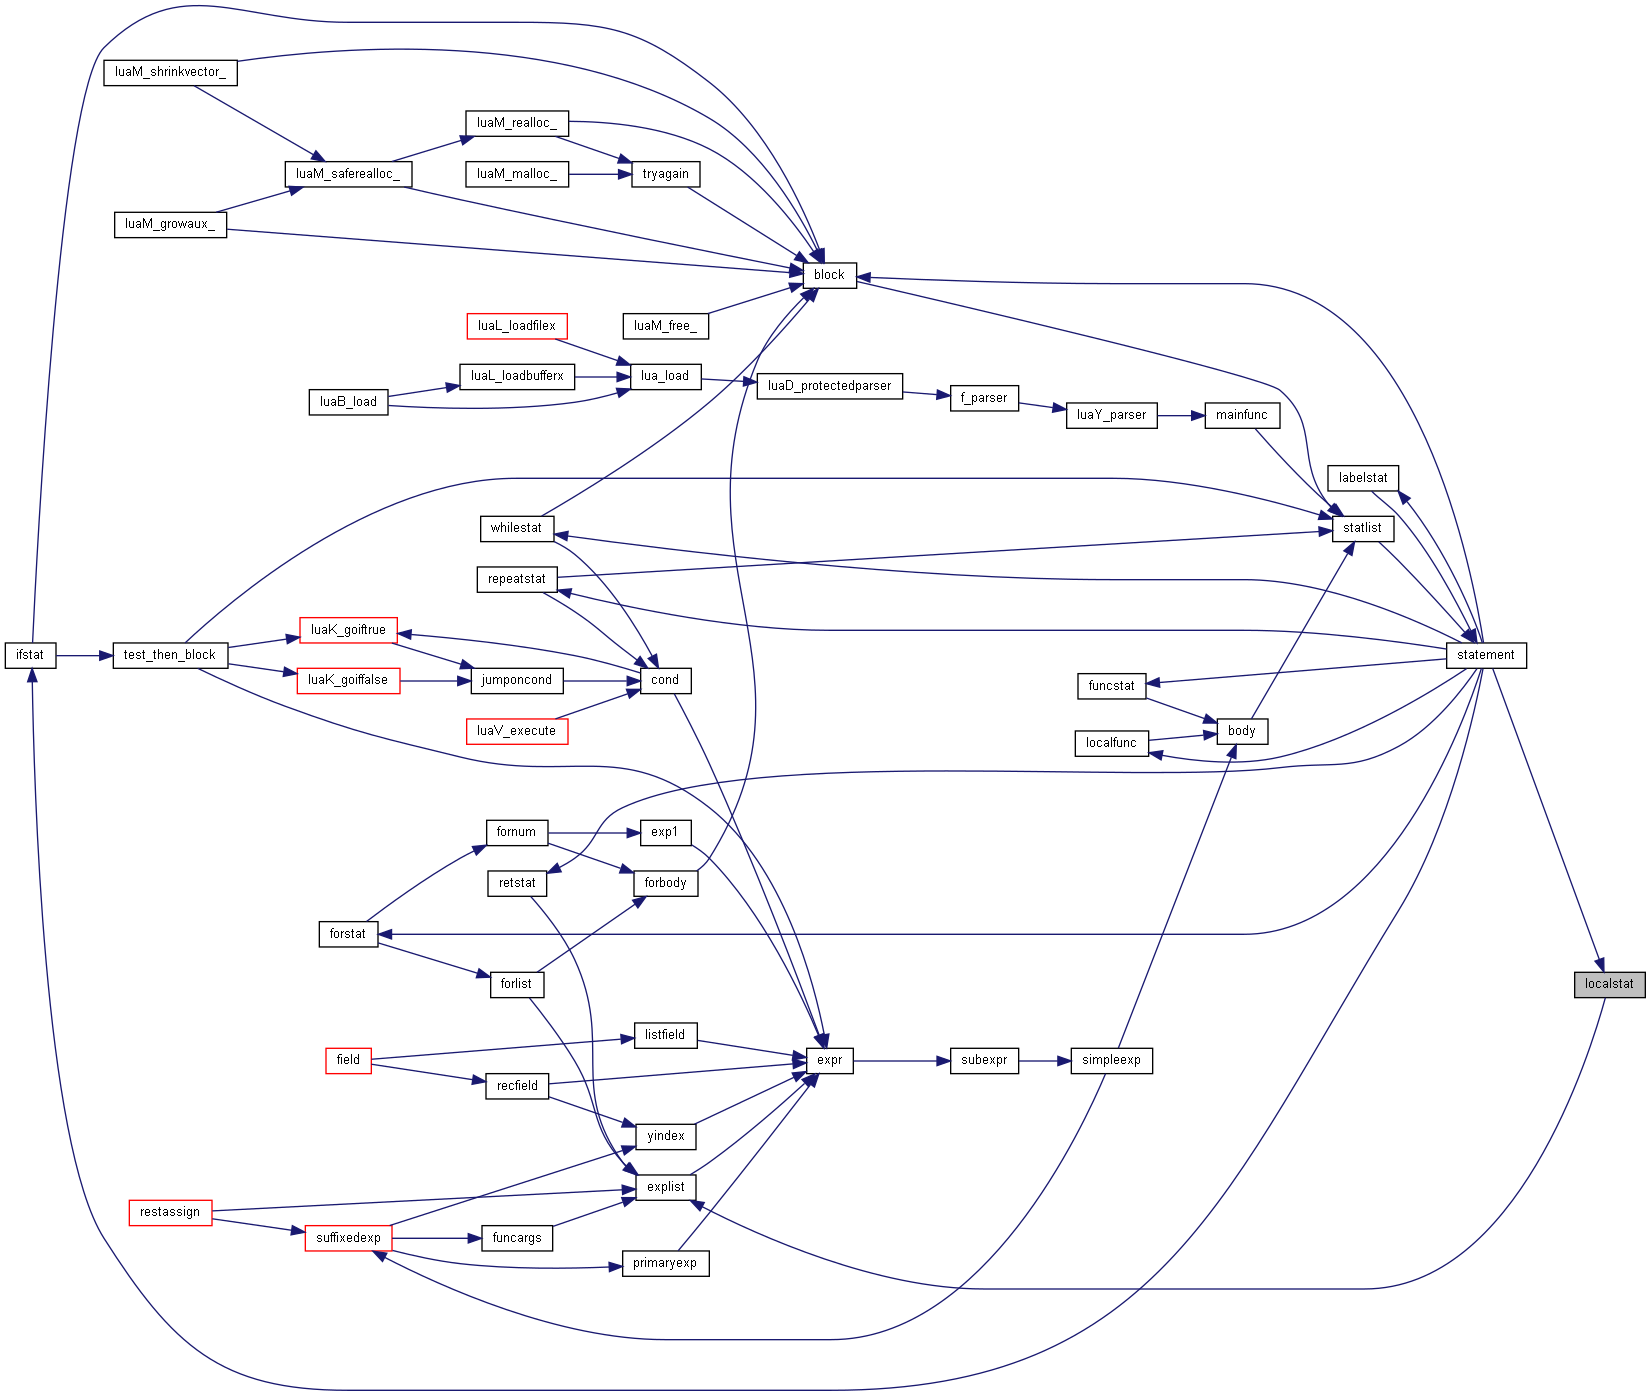 luaM_shrinkvector_
luaM_realloc_
luaM_saferealloc_
luaM_malloc_
tryagain
luaM_growaux_
block
luaL_loadfilex
luaM_free_
luaL_loadbufferx
lua_load
luaD_protectedparser
luaB_load
f_parser
luaY_parser
mainfunc
labelstat
whilestat
statlist
repeatstat
luaK_goiftrue
ifstat
test_then_block
statement
luaK_goiffalse
jumponcond
cond
funcstat
luaV_execute
body
localfunc
fornum
exp1
retstat
forbody
forstat
forlist
localstat
listfield
field
expr
subexpr
simpleexp
recfield
yindex
explist
restassign
suffixedexp
funcargs
primaryexp